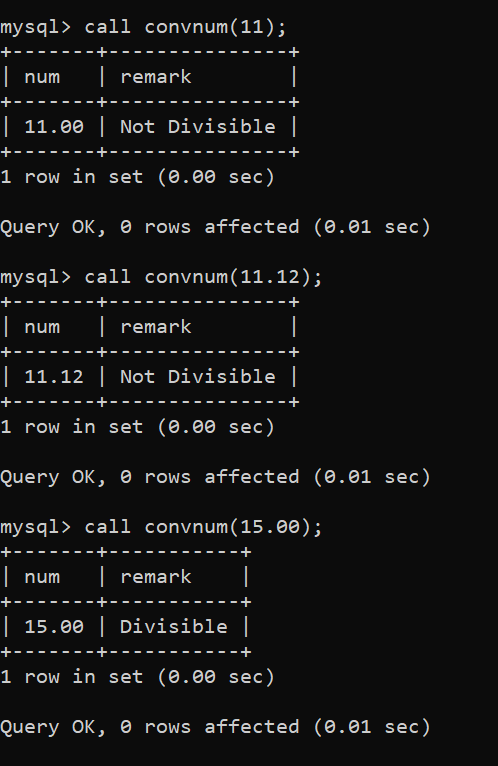 mysql> call convnum(11);
+-------+---------------+
| num   | remark        |
+-------+---------------+
| 11.00 | Not Divisible |
+-------+---------------+
1 row in set (0.00 sec)

Query OK, 0 rows affected (0.01 sec)

mysql> call convnum(11.12);
+-------+---------------+
| num   | remark        |
+-------+---------------+
| 11.12 | Not Divisible |
+-------+---------------+
1 row in set (0.00 sec)

Query OK, 0 rows affected (0.01 sec)

mysql> call convnum(15.00);
+-------+-----------+
| num   | remark    |
+-------+-----------+
| 15.00 | Divisible |
+-------+-----------+
1 row in set (0.00 sec)

Query OK, 0 rows affected (0.01 sec)